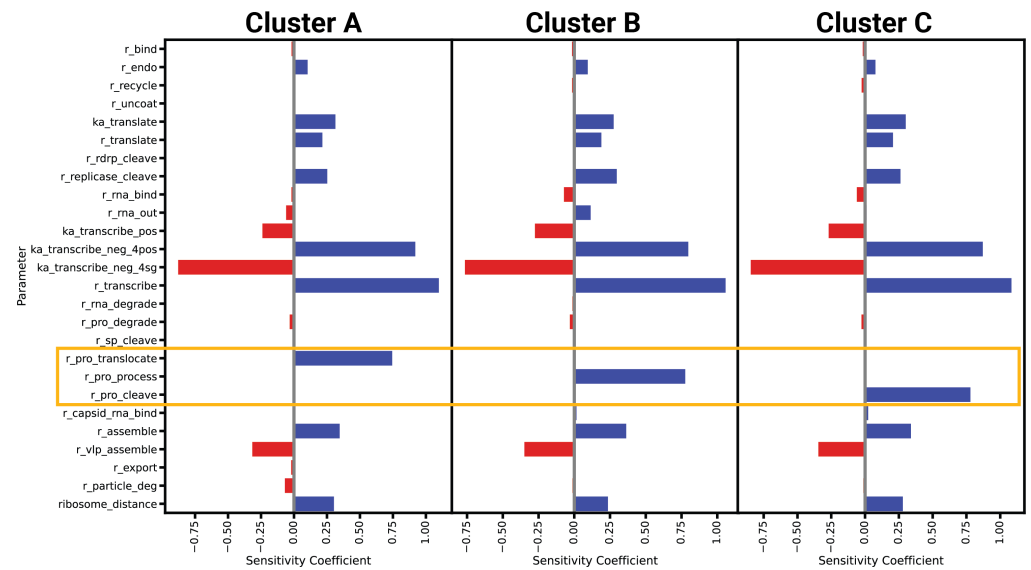 Cluster A Cluster B Cluster C
Parameter
r_bind
r_endo
r_recycle
r_uncoat
ka_translate
r_translate
r_rdrp_cleave
r_replicase_cleave
r_rna_bind
r_rna_out
ka_transcribe_pos
ka_transcribe_neg_4pos
ka_transcribe_neg_4sg
r_transcribe
r_rna_degrade
r_pro_degrade
r_sp_cleave
r_pro_translocate
r_pro_process
r_pro_cleave
r_capsid_rna_bind
r_assemble
r_vlp_assemble
r_export
r_particle_deg
ribosome_distance
−0.75 −0.50 −0.25 0.00 0.25 0.50 0.75 1.00 −0.75 −0.50 −0.25 0.00 0.25 0.50 0.75 1.00 −0.75 −0.50 −0.25 0.00 0.25 0.50 0.75 1.00
Sensitivity Coefficient Sensitivity Coefficient Sensitivity Coefficient